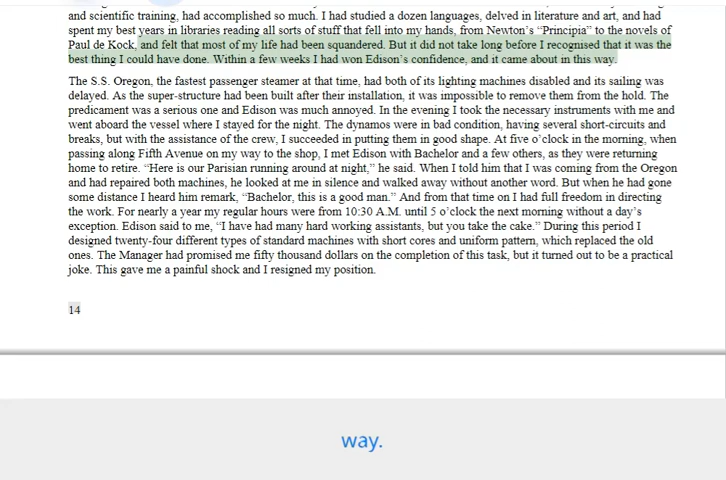 and scientific training, had accomplished so much. I had studied a dozen languages, delved in literature and art, and had
spent my best years in libraries reading all sorts of stuff that fell into my hands, from Newton's “Principia” to the novels of
Paul de Kock, and felt that most of my life had been squandered. But it did not take long before I recognised that it was the
best thing I could have done. Within a few weeks I had won Edison's confidence, and it came about in this way.
The S.S. Oregon, the fastest passenger steamer at that time, had both of its lighting machines disabled and its sailing was
delayed. As the super-structure had been built after their installation, it was impossible to remove them from the hold. The
predicament was a serious one and Edison was much annoyed. In the evening I took the necessary instruments with me and
went aboard the vessel where I stayed for the night. The dynamos were in bad condition, having several short-circuits and
breaks, but with the assistance of the crew, I succeeded in putting them in good shape. At five o'clock in the morning, when
passing along Fifth Avenue on my way to the shop, I met Edison with Bachelor and a few others, as they were returning
home to retire. “Here is our Parisian running around at night,” he said. When I told him that I was coming from the Oregon
and had repaired both machines, he looked at me in silence and walked away without another word. But when he had gone
some distance I heard him remark, “Bachelor, this is a good man.” And from that time on I had full freedom in directing
the work. For nearly a year my regular hours were from 10:30 A.M. until 5 o'clock the next morning without a day's
exception. Edison said to me, “I have had many hard working assistants, but you take the cake.” During this period I
designed twenty-four different types of standard machines with short cores and uniform pattern, which replaced the old
ones. The Manager had promised me fifty thousand dollars on the completion of this task, but it turned out to be a practical
joke. This gave me a painful shock and I resigned my position.
14
way.